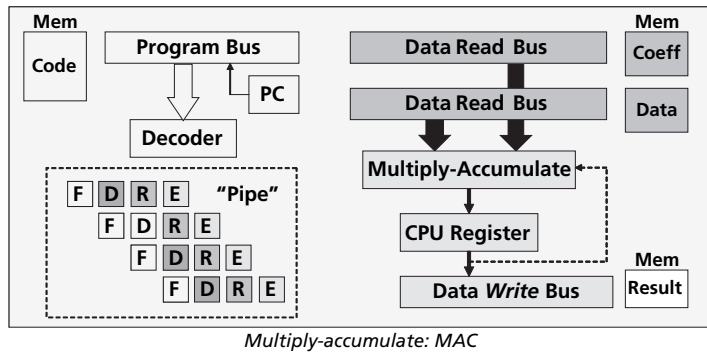 Mem
Code
Program Bus
PC
Decoder
"Pipe"
F D R E
F D R E
F D R E
F D R E
Data Read Bus
Mem
Coeff
Data Read Bus
Data
Multiply-Accumulate
CPU Register
Data Write Bus
Mem
Result
Multiply-accumulate: MAC